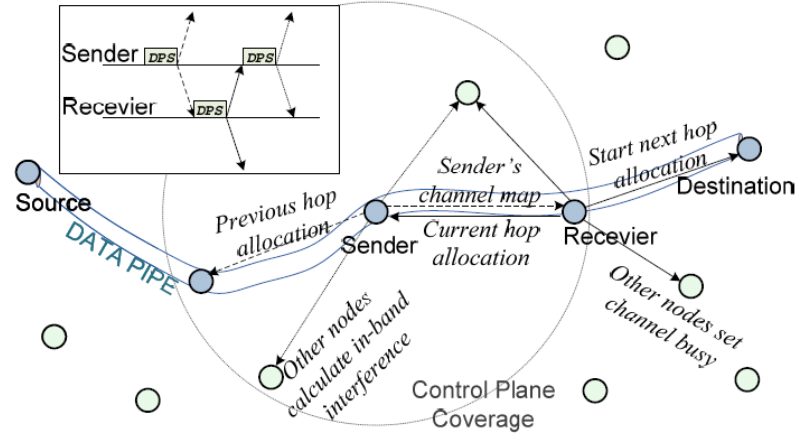 Sender
DPS
DPS
Recevier
DPS
Source
DATA PIPE
Previous hop
allocation
Sender
Sender's
channel map
Current hop
allocation
Recevier
Start next hop
allocation
Destination
Other nodes
calculate in-band
interference
Other nodes set
channel busy
Control Plane
Coverage